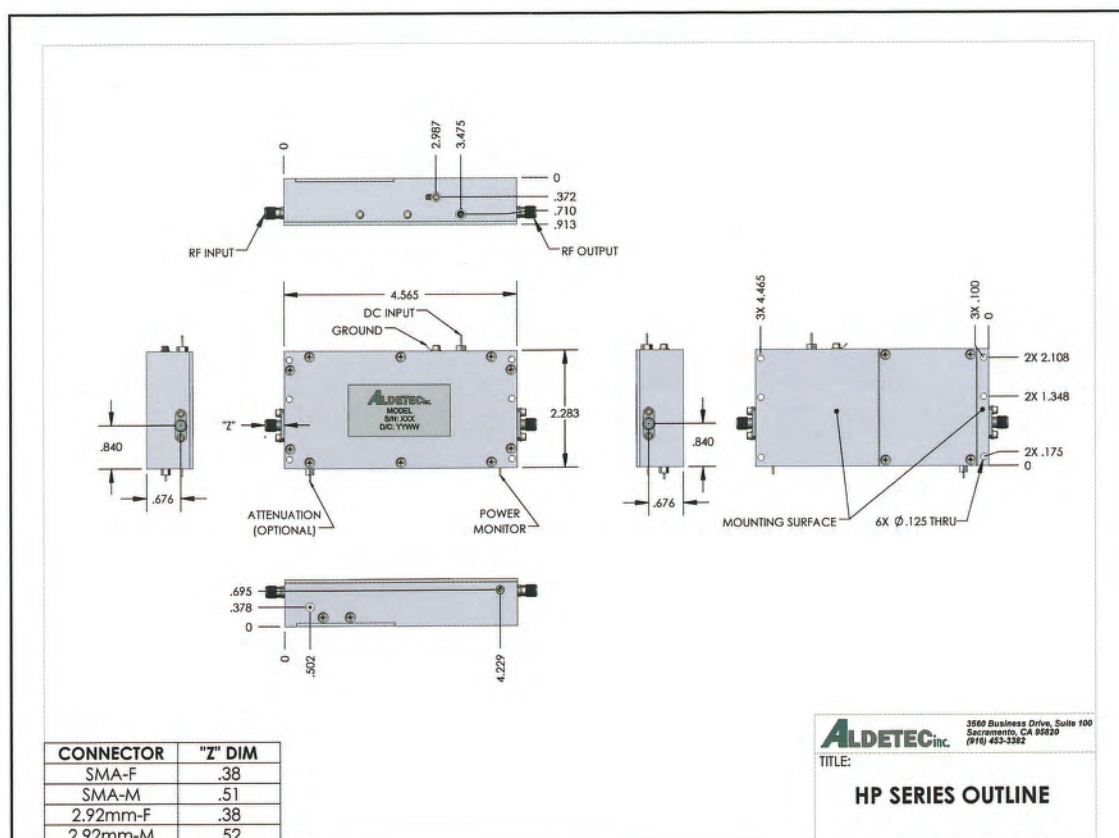 0
2.987
3.475
0
.372
.710
.913
RF INPUT
RF OUTPUT
4.565
DC INPUT
GROUND
ALDETEC inc.
MODEL
S/N: XXX
D/C: YYWW
"Z"
2.283
.840
.676
ATTENUATION
(OPTIONAL)
POWER
MONITOR
.840
.676
3X 4.465
3X .100
0
2X 2.108
2X 1.348
2X .175
0
MOUNTING SURFACE
6X Ø .125 THRU
.695
.378
0
0
.502
4.229
CONNECTOR "Z" DIM
SMA-F .38
SMA-M .51
2.92mm-F .38
2.92mm-M .52
ALDETEC inc.
3560 Business Drive, Suite 100
Sacramento, CA 95820
(916) 453-3382
TITLE:
HP SERIES OUTLINE